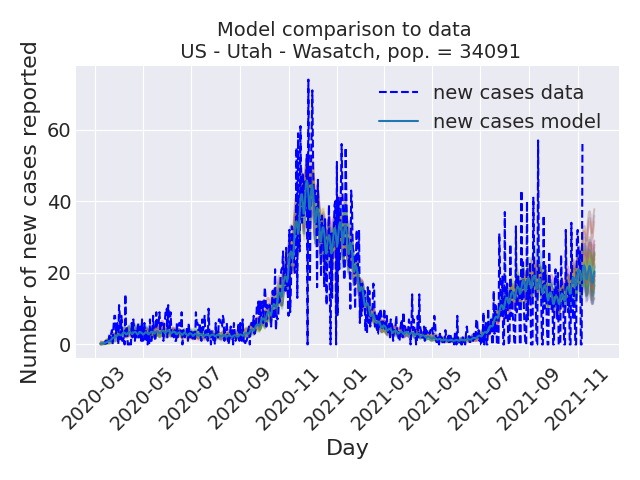 Model comparison to data
US - Utah - Wasatch, pop. = 34091
new cases data
new cases model
Number of new cases reported
60
40
20
0
2020-03
2020-05
2020-07
2020-09
2020-11
2021-01
2021-03
2021-05
2021-07
2021-09
2021-11
Day